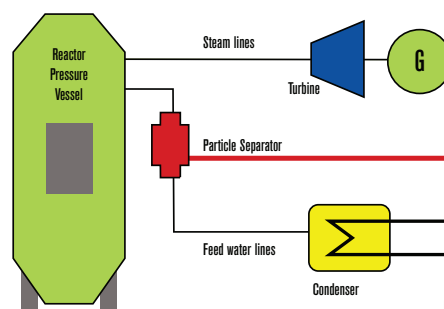 Steam lines
Reactor
Pressure
Vessel
G
Turbine
Particle Separator
Feed water lines
Condenser